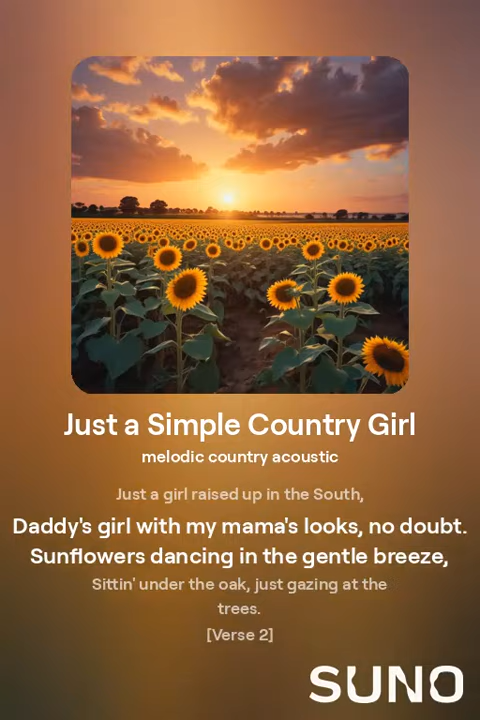 Just a Simple Country Girl
melodic country acoustic
Just a girl raised up in the South,
Daddy's girl with my mama's looks, no doubt.
Sunflowers dancing in the gentle breeze,
Sittin' under the oak, just gazing at the
trees.
[Verse 2]
SUNO